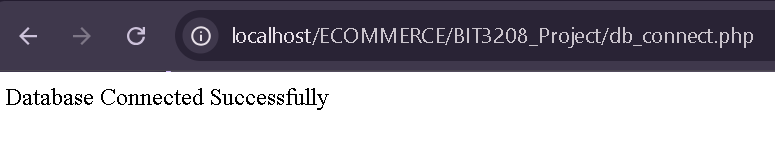 localhost/ECOMMERCE/BIT3208_Project/db_connect.php
Database Connected Successfully